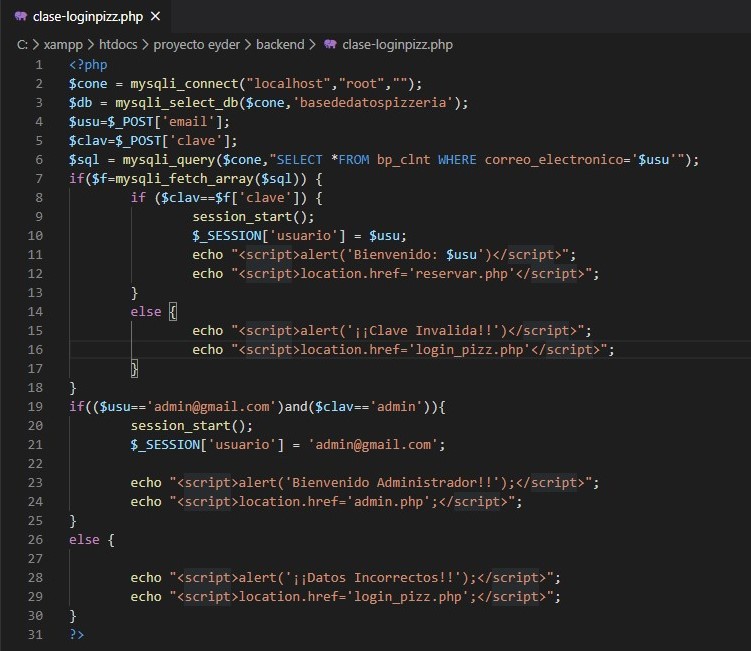 clase-loginpizz.php ×
C: > xampp > htdocs > proyecto eyder > backend > clase-loginpizz.php
1 <?php
2 $cone = mysqli_connect("localhost","root","");
3 $db = mysqli_select_db($cone,'basededatospizzeria');
4 $usu=$_POST['email'];
5 $clav=$_POST['clave'];
6 $sql = mysqli_query($cone,"SELECT *FROM bp_clnt WHERE correo_electronico='$usu'");
7 if($f=mysqli_fetch_array($sql)) {
8         if ($clav==$f['clave']) {
9                 session_start();
10                 $_SESSION['usuario'] = $usu;
11                 echo "<script>alert('Bienvenido: $usu')</script>";
12                 echo "<script>location.href='reservar.php'</script>";
13         }
14         else {
15                 echo "<script>alert('¡¡Clave Invalida!!')</script>";
16                 echo "<script>location.href='login_pizz.php'</script>";
17         }
18 }
19 if(($usu=='admin@gmail.com')and($clav=='admin')){
20         session_start();
21         $_SESSION['usuario'] = 'admin@gmail.com';
22
23         echo "<script>alert('Bienvenido Administrador!!');</script>";
24         echo "<script>location.href='admin.php';</script>";
25 }
26 else {
27
28         echo "<script>alert('¡¡Datos Incorrectos!!');</script>";
29         echo "<script>location.href='login_pizz.php';</script>";
30 }
31 ?>